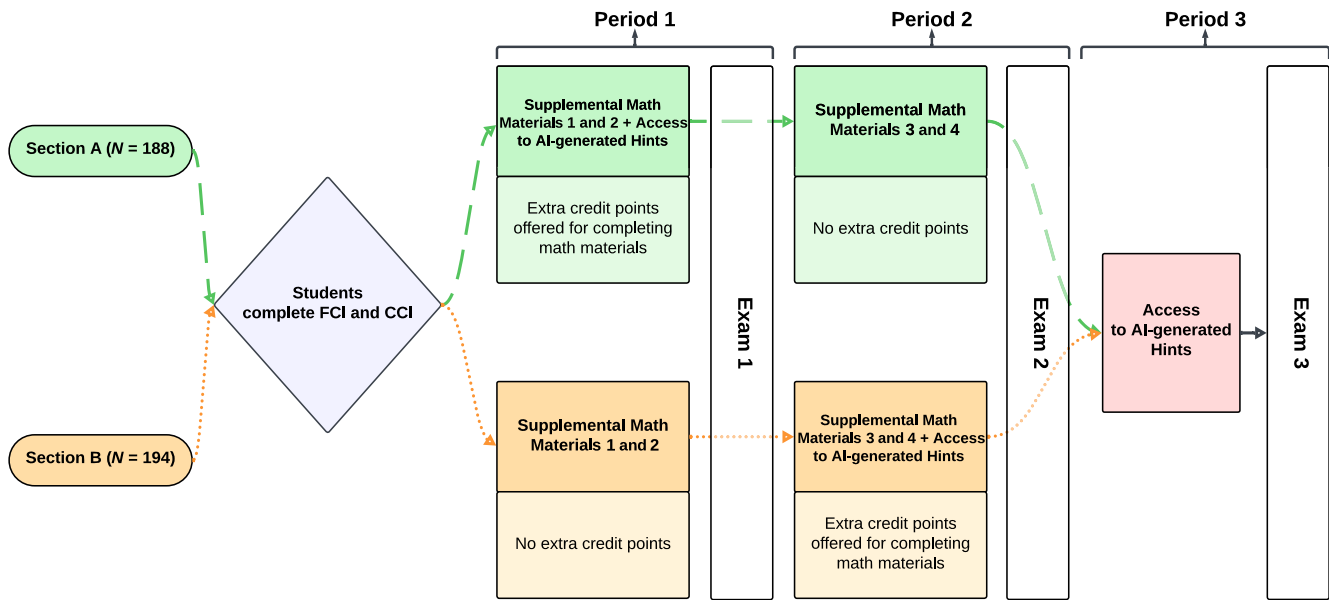 Period 1
Period 2
Period 3
Section A (N = 188)
Section B (N = 194)
Students
complete FCI and CCI
Supplemental Math
Materials 1 and 2 + Access
to AI-generated Hints
Extra credit points
offered for completing
math materials
Supplemental Math
Materials 1 and 2
No extra credit points
Exam 1
Supplemental Math
Materials 3 and 4
No extra credit points
Supplemental Math
Materials 3 and 4 + Access
to AI-generated Hints
Extra credit points
offered for completing
math materials
Exam 2
Access
to AI-generated
Hints
Exam 3